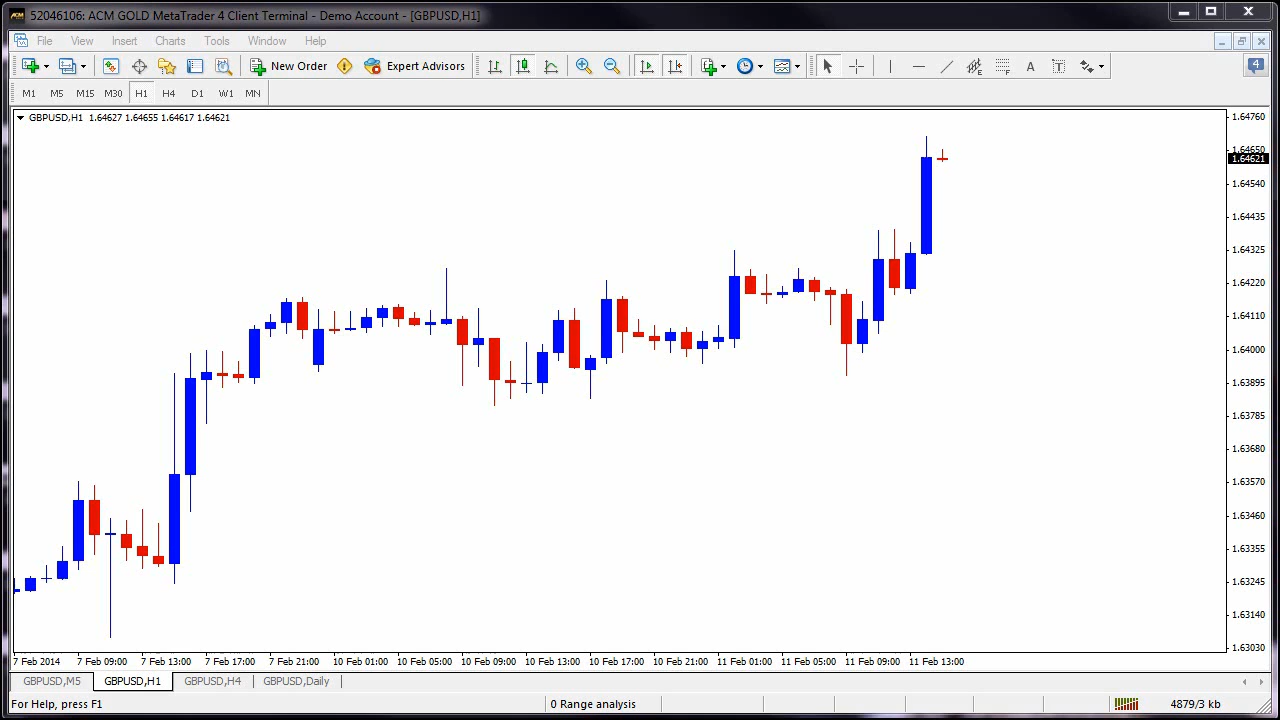 52046106: ACM GOLD MetaTrader 4 Client Terminal - Demo Account - [GBPUSD,H1]
File View Insert Charts Tools Window Help
New Order Expert Advisors A T 4
M1 M5 M15 M30 H1 H4 D1 W1 MN
GBPUSD,H1 1.64627 1.64655 1.64617 1.64621
1.64760
1.64650
1.64621
1.64540
1.64435
1.64325
1.64220
1.64110
1.64000
1.63895
1.63785
1.63680
1.63570
1.63460
1.63355
1.63245
1.63140
1.63030
7 Feb 2014 7 Feb 09:00 7 Feb 13:00 7 Feb 17:00 7 Feb 21:00 10 Feb 01:00 10 Feb 05:00 10 Feb 09:00 10 Feb 13:00 10 Feb 17:00 10 Feb 21:00 11 Feb 01:00 11 Feb 05:00 11 Feb 09:00 11 Feb 13:00
GBPUSD,M5 GBPUSD,H1 GBPUSD,H4 GBPUSD,Daily
For Help, press F1 0 Range analysis 4879/3 kb